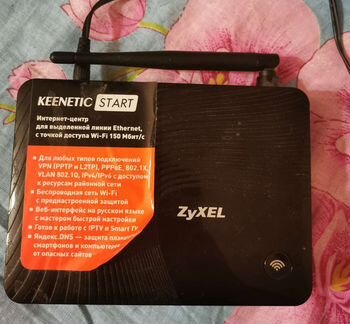 KEENETIC START
Интернет-центр
для выделенной линии Ethernet,
с точкой доступа Wi-Fi 150 Мбит/с
• Для любых типов подключений
VPN (PPTP и L2TP), PPPoE, 802.1X,
VLAN 802.1Q, IPv4/IPv6 с доступом
к ресурсам районной сети
• Беспроводная сеть Wi-Fi
с преднастроенной защитой
• Веб-интерфейс на русском языке
с мастером быстрой настройки
• Готов к работе с IPTV и Smart TV
• Яндекс.DNS — защита
смартфонов и
от опасных сайтов
ZyXEL